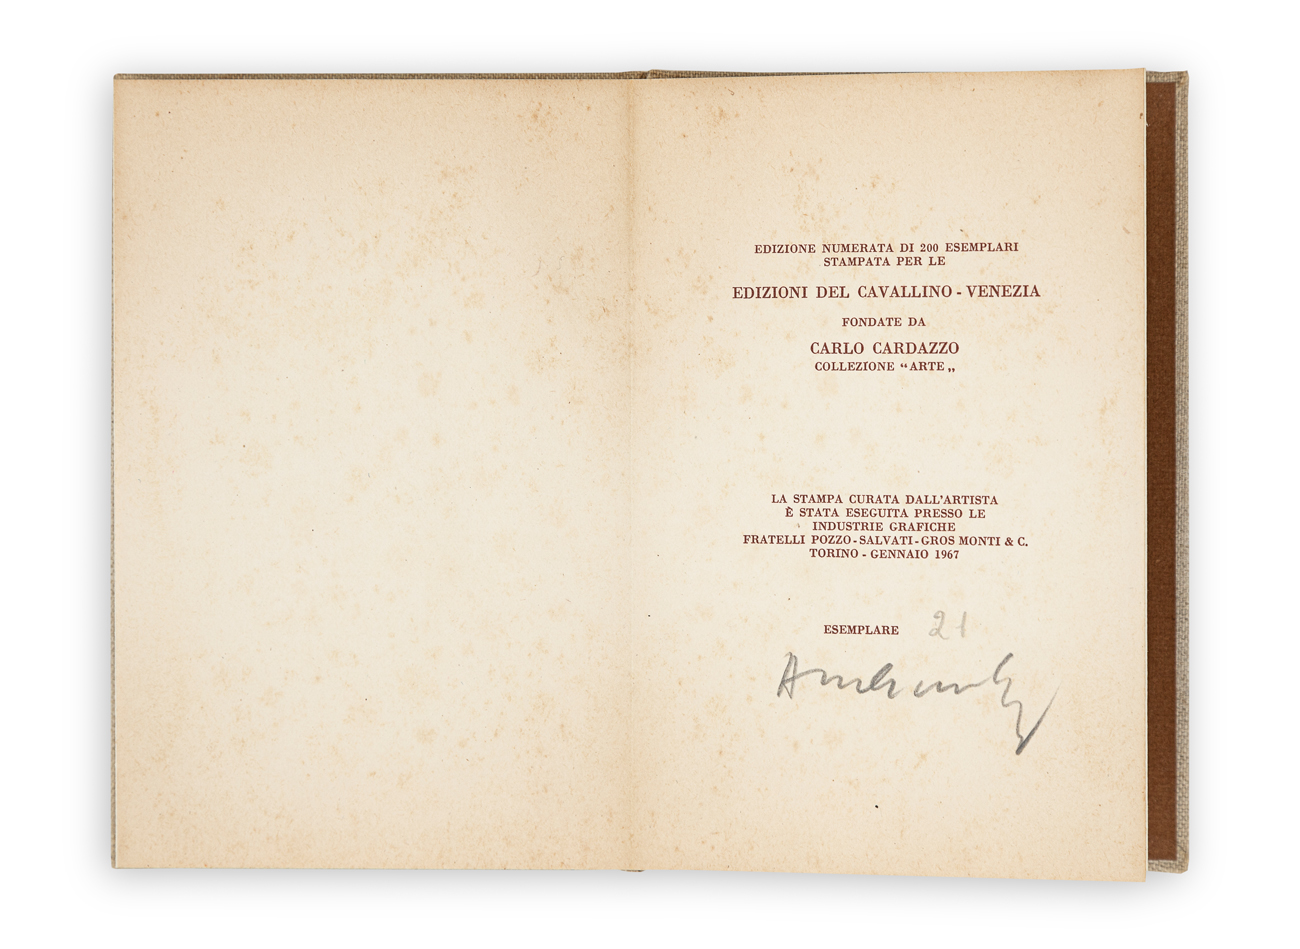 EDIZIONE NUMERATA DI 200 ESEMPLARI
STAMPATA PER LE
EDIZIONI DEL CAVALLINO - VENEZIA
FONDATE DA
CARLO CARDAZZO
COLLEZIONE “ARTE„
LA STAMPA CURATA DALL'ARTISTA
È STATA ESEGUITA PRESSO LE
INDUSTRIE GRAFICHE
FRATELLI POZZO - SALVATI - GROS MONTI & C.
TORINO - GENNAIO 1967
ESEMPLARE 21